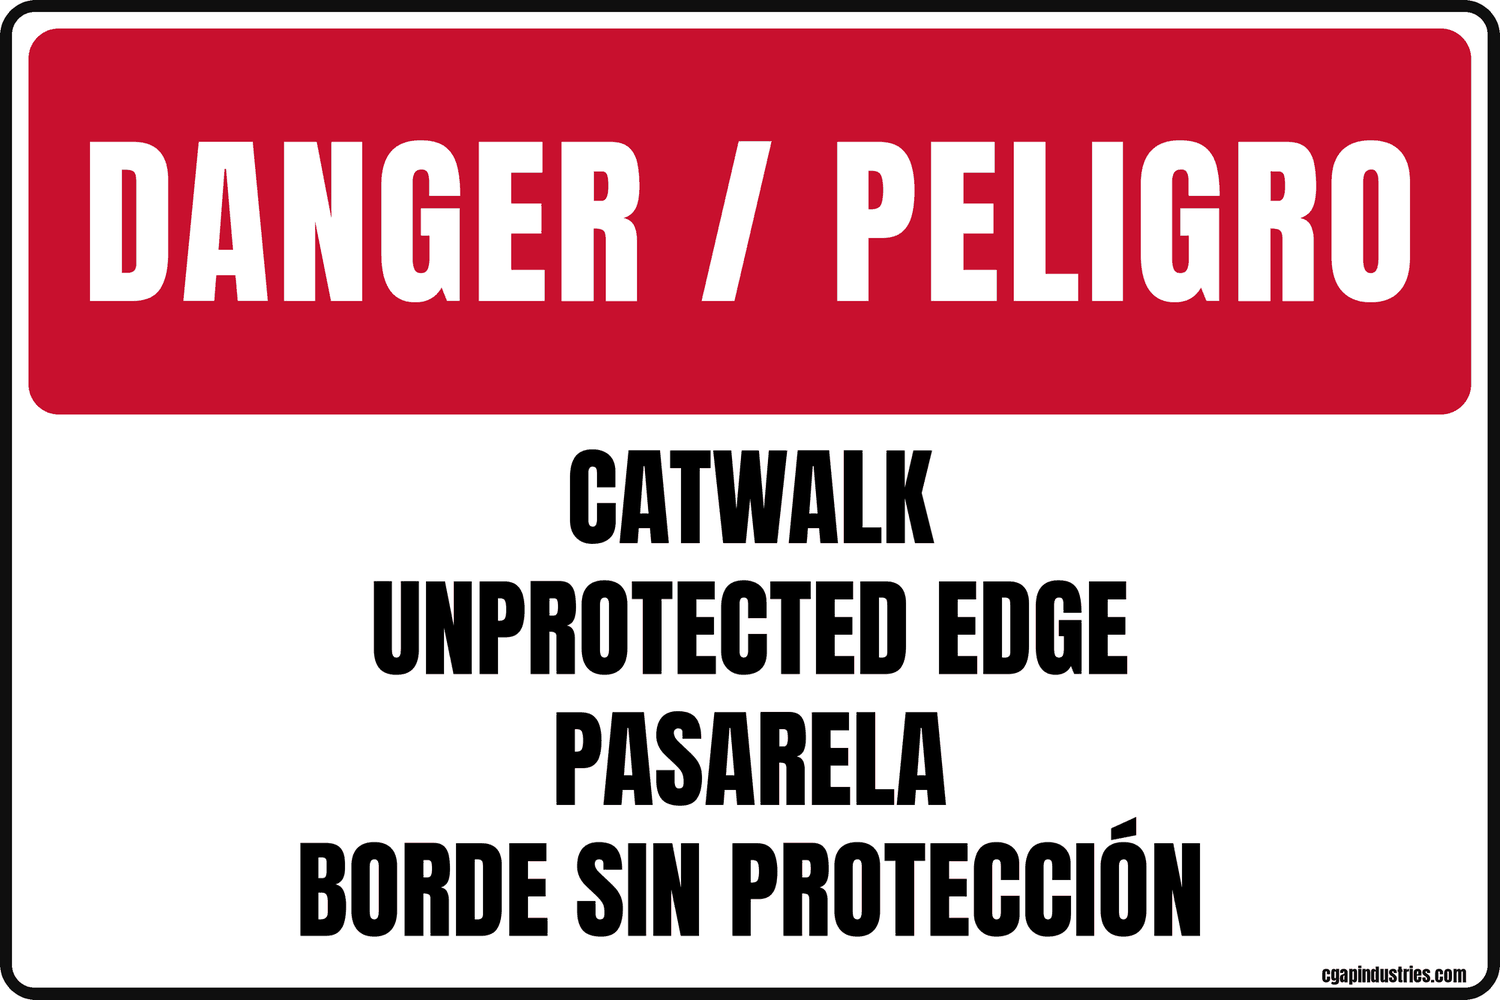 DANGER / PELIGRO
CATWALK
UNPROTECTED EDGE
PASARELA
BORDE SIN PROTECCIÓN
cgapindustries.com